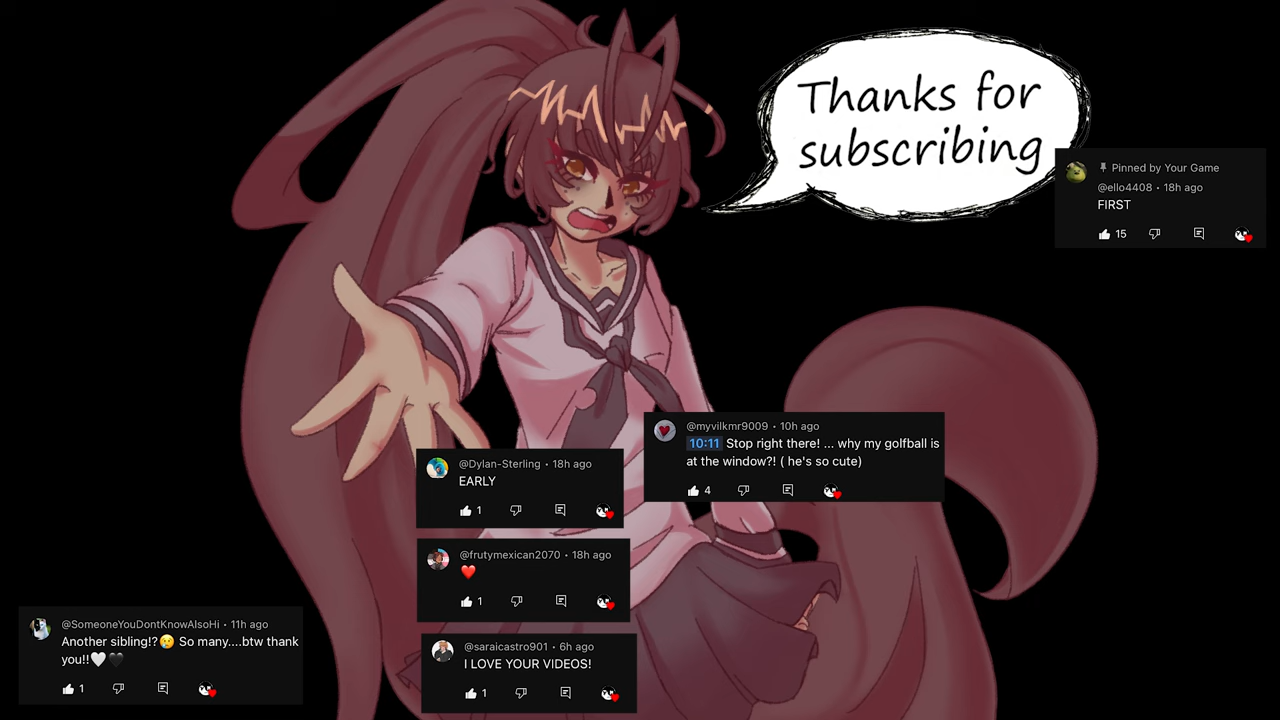 Thanks for
subscribing
Pinned by Your Game
@ello4408 • 18h ago
FIRST
15
@myvilkmr9009 • 10h ago
10:11 Stop right there! ... why my golfball is
at the window?! ( he's so cute)
4
@Dylan-Sterling • 18h ago
EARLY
1
@frutymexican2070 • 18h ago
❤️
1
@SomeoneYouDontKnowAlsoHi • 11h ago
Another sibling!?😢 So many....btw thank
you!!🤍🖤
1
@saraicastro901 • 6h ago
I LOVE YOUR VIDEOS!
1